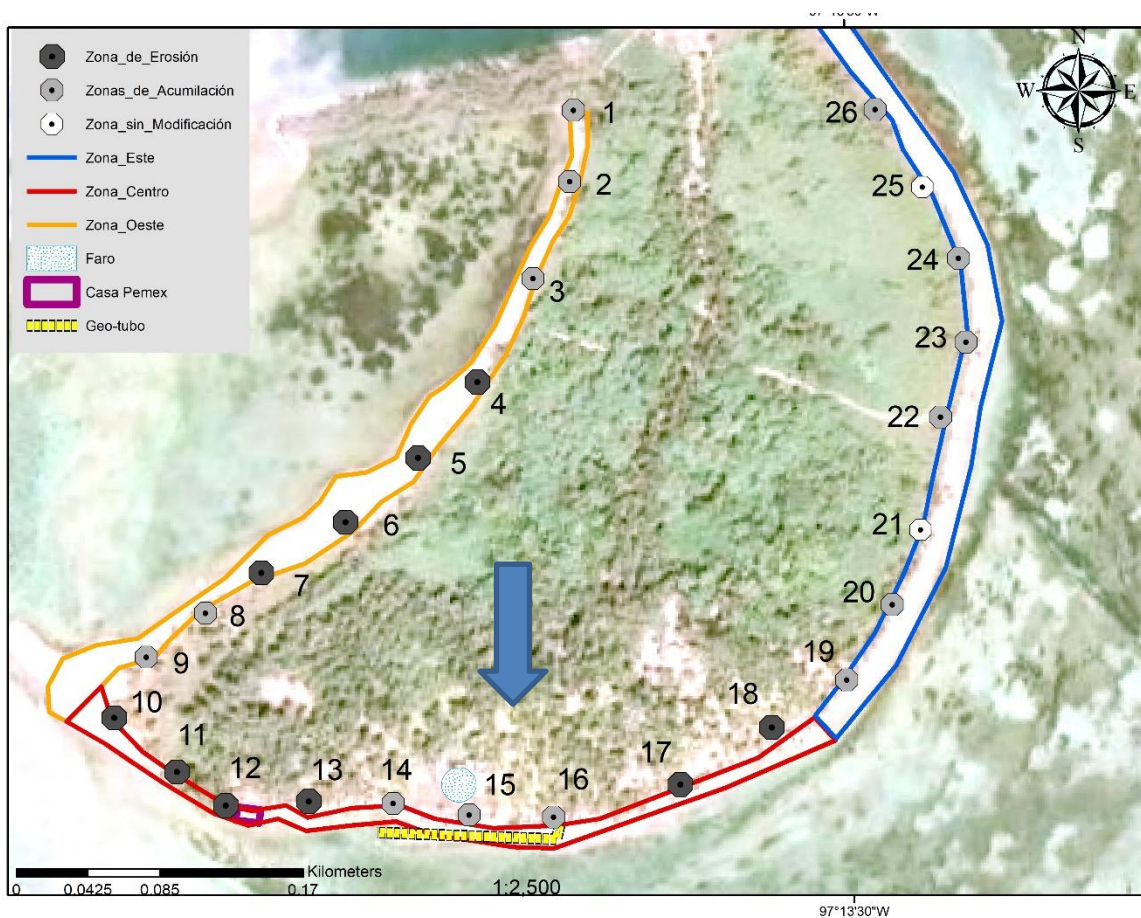 Zona_de_Erosión
Zonas_de_Acumilación
Zona_sin_Modificación
Zona_Este
Zona_Centro
Zona_Oeste
Faro
Casa Pemex
Geo-tubo
N
W
E
S
1
2
3
4
5
6
7
8
9
10
11
12
13
14
15
16
17
18
19
20
21
22
23
24
25
26
Kilometers
0 0.0425 0.085 0.17
1:2,500
97°13'30"W